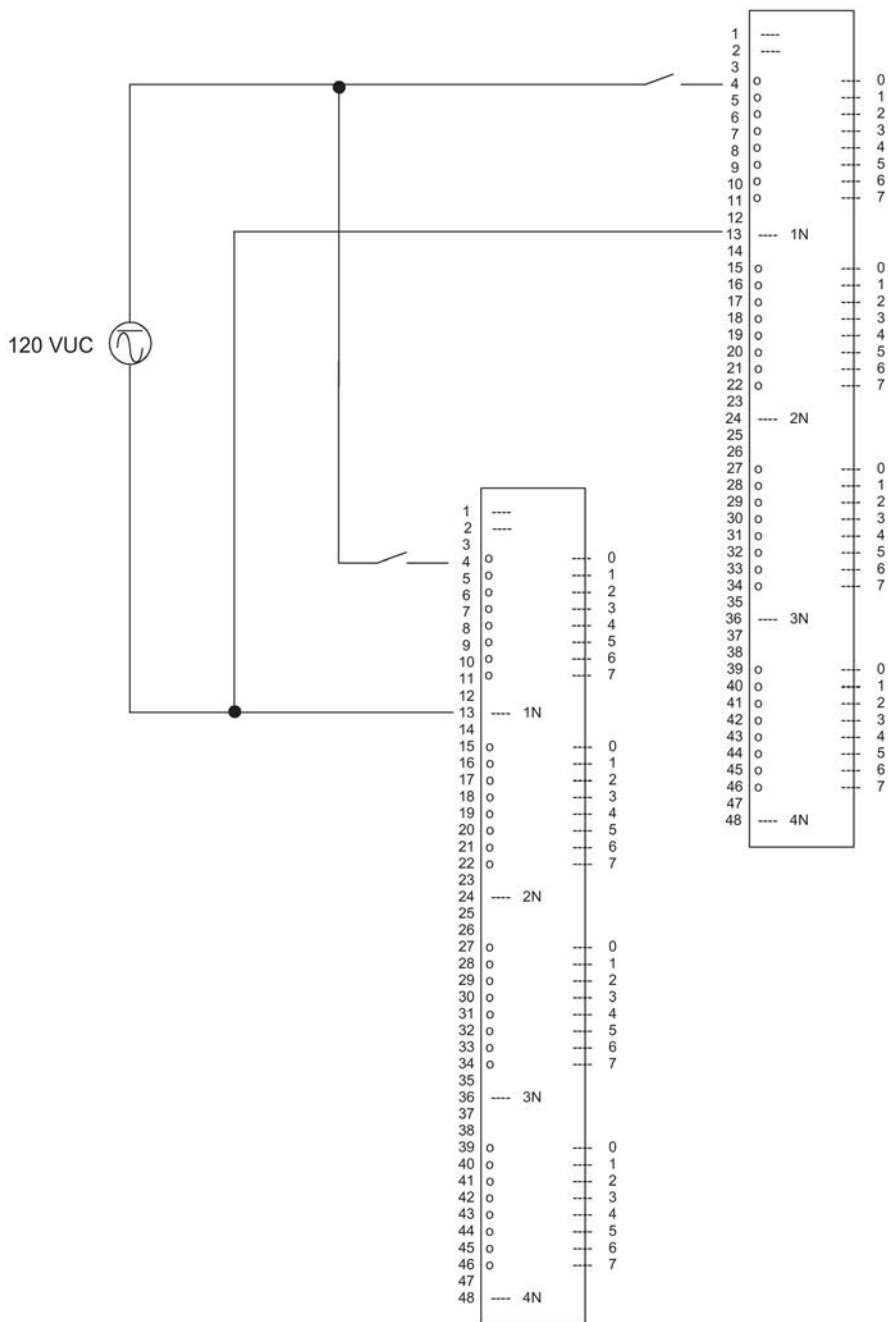 120 VUC
1 ----
2 ----
3
4 o ---- 0
5 o ---- 1
6 o ---- 2
7 o ---- 3
8 o ---- 4
9 o ---- 5
10 o ---- 6
11 o ---- 7
12
13 ---- 1N
14
15 o ---- 0
16 o ---- 1
17 o ---- 2
18 o ---- 3
19 o ---- 4
20 o ---- 5
21 o ---- 6
22 o ---- 7
23
24 ---- 2N
25
26
27 o ---- 0
28 o ---- 1
29 o ---- 2
30 o ---- 3
31 o ---- 4
32 o ---- 5
33 o ---- 6
34 o ---- 7
35
36 ---- 3N
37
38
39 o ---- 0
40 o ---- 1
41 o ---- 2
42 o ---- 3
43 o ---- 4
44 o ---- 5
45 o ---- 6
46 o ---- 7
47
48 ---- 4N
1 ----
2 ----
3
4 o ---- 0
5 o ---- 1
6 o ---- 2
7 o ---- 3
8 o ---- 4
9 o ---- 5
10 o ---- 6
11 o ---- 7
12
13 ---- 1N
14
15 o ---- 0
16 o ---- 1
17 o ---- 2
18 o ---- 3
19 o ---- 4
20 o ---- 5
21 o ---- 6
22 o ---- 7
23
24 ---- 2N
25
26
27 o ---- 0
28 o ---- 1
29 o ---- 2
30 o ---- 3
31 o ---- 4
32 o ---- 5
33 o ---- 6
34 o ---- 7
35
36 ---- 3N
37
38
39 o ---- 0
40 o ---- 1
41 o ---- 2
42 o ---- 3
43 o ---- 4
44 o ---- 5
45 o ---- 6
46 o ---- 7
47
48 ---- 4N